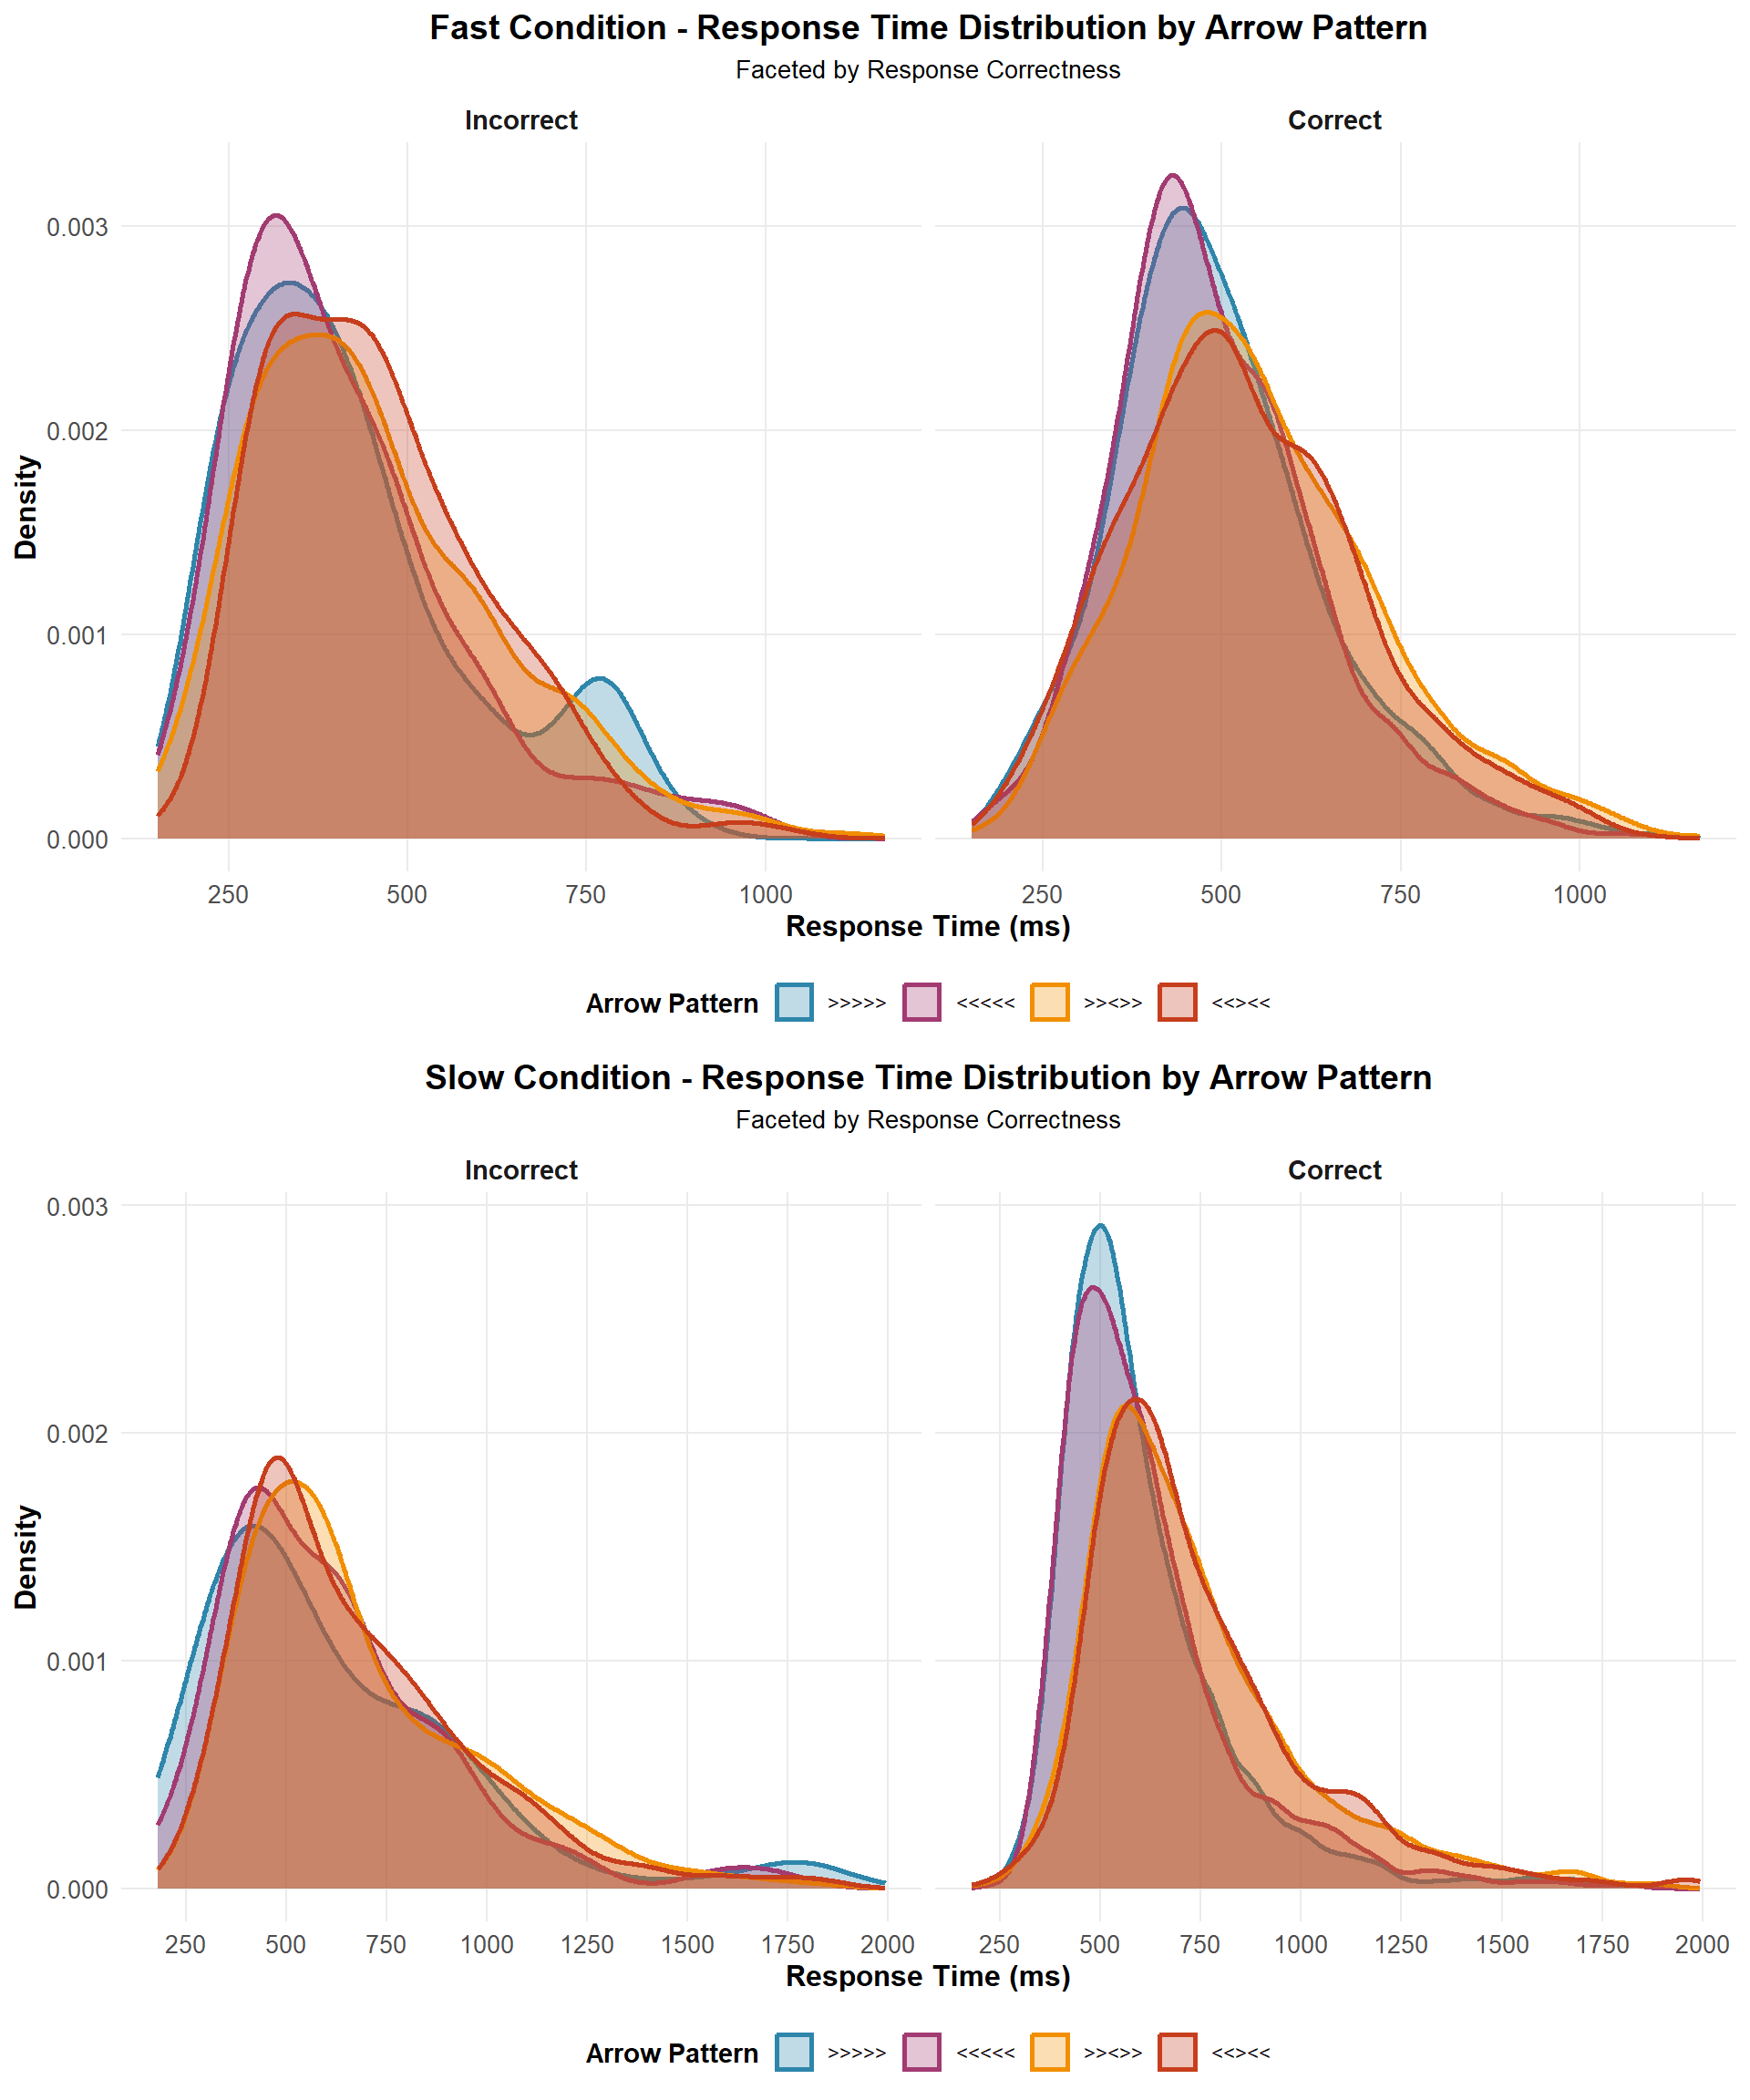 Fast Condition - Response Time Distribution by Arrow Pattern
Faceted by Response Correctness
Incorrect Correct
0.003
0.002
0.001
0.000
Density
250 500 750 1000 250 500 750 1000
Response Time (ms)
Arrow Pattern >>>>> <<<<< >><>> <<><<
Slow Condition - Response Time Distribution by Arrow Pattern
Faceted by Response Correctness
Incorrect Correct
0.003
0.002
0.001
0.000
Density
250 500 750 1000 1250 1500 1750 2000 250 500 750 1000 1250 1500 1750 2000
Response Time (ms)
Arrow Pattern >>>>> <<<<< >><>> <<><<